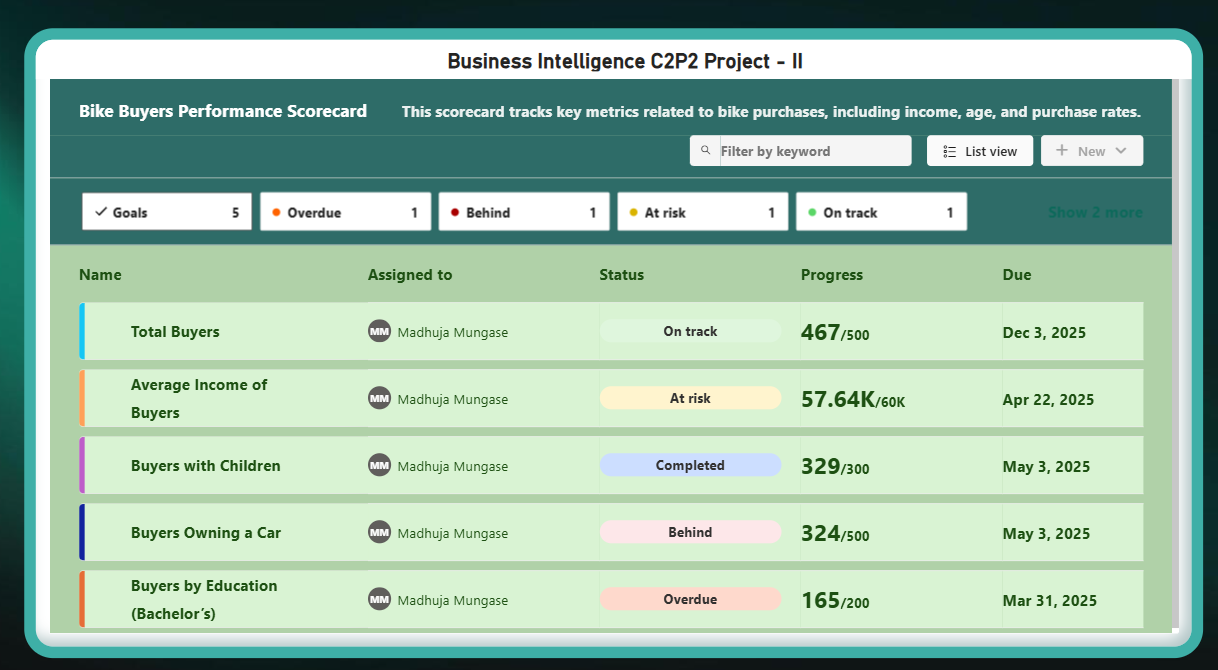 Business Intelligence C2P2 Project - II
Bike Buyers Performance Scorecard This scorecard tracks key metrics related to bike purchases, including income, age, and purchase rates.
Filter by keyword List view New
Goals 5 Overdue 1 Behind 1 At risk 1 On track 1 Show 2 more
Name Assigned to Status Progress Due
Total Buyers MM Madhuja Mungase On track 467/500 Dec 3, 2025
Average Income of
Buyers MM Madhuja Mungase At risk 57.64K/60K Apr 22, 2025
Buyers with Children MM Madhuja Mungase Completed 329/300 May 3, 2025
Buyers Owning a Car MM Madhuja Mungase Behind 324/500 May 3, 2025
Buyers by Education
(Bachelor's) MM Madhuja Mungase Overdue 165/200 Mar 31, 2025